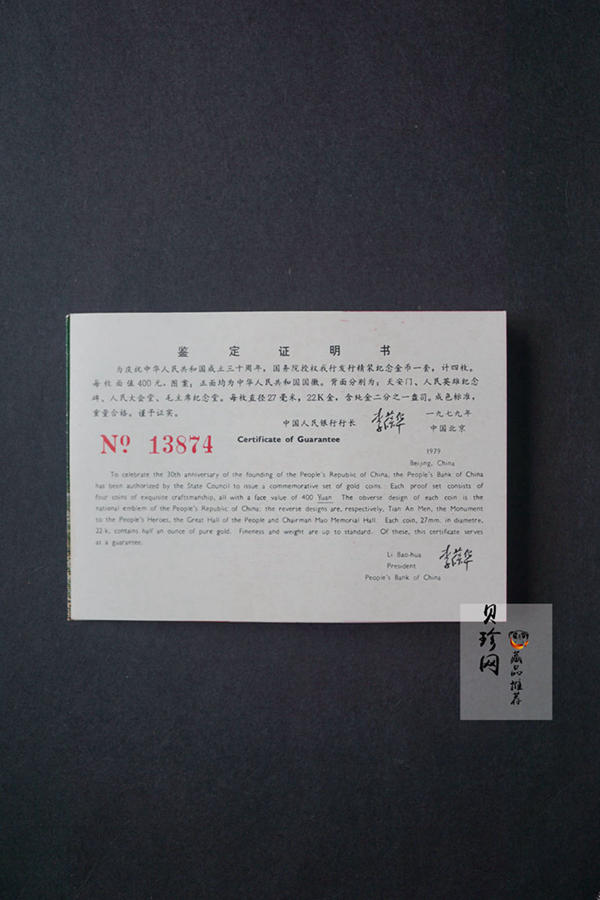 鉴定证明书
为庆祝中华人民共和国成立三十周年，国务院授权我行发行精装纪念金币一套，计四枚。
每枚面值400元。图案：正面均为中华人民共和国国徽。背面分别为：天安门、人民英雄纪念
碑、人民大会堂、毛主席纪念堂。每枚直径27毫米，22K金，含纯金二分之一盎司。成色标准，
重量合格。谨予证实。
中国人民银行行长 李葆华
一九七九年
中国北京
Nº 13874
Certificate of Guarantee
1979
Beijing, China
To celebrate the 30th anniversary of the founding of the People's Republic of China, the People's Bank of China
has been authorized by the State Council to issue a commemorative set of gold coins. Each proof set consists of
four coins of exquisite craftsmanship, all with a face value of 400 Yuan. The obverse design of each coin is the
national emblem of the People's Republic of China; the reverse designs are, respectively, Tian An Men, the Monument
to the People's Heroes, the Great Hall of the People and Chairman Mao Memorial Hall. Each coin, 27mm. in diametre,
22 k, contains half an ounce of pure gold. Fineness and weight are up to standard. Of these, this certificate serves
as a guarantee.
Li Bao-hua 李葆华
President
People's Bank of China
贝珍网
藏品推荐